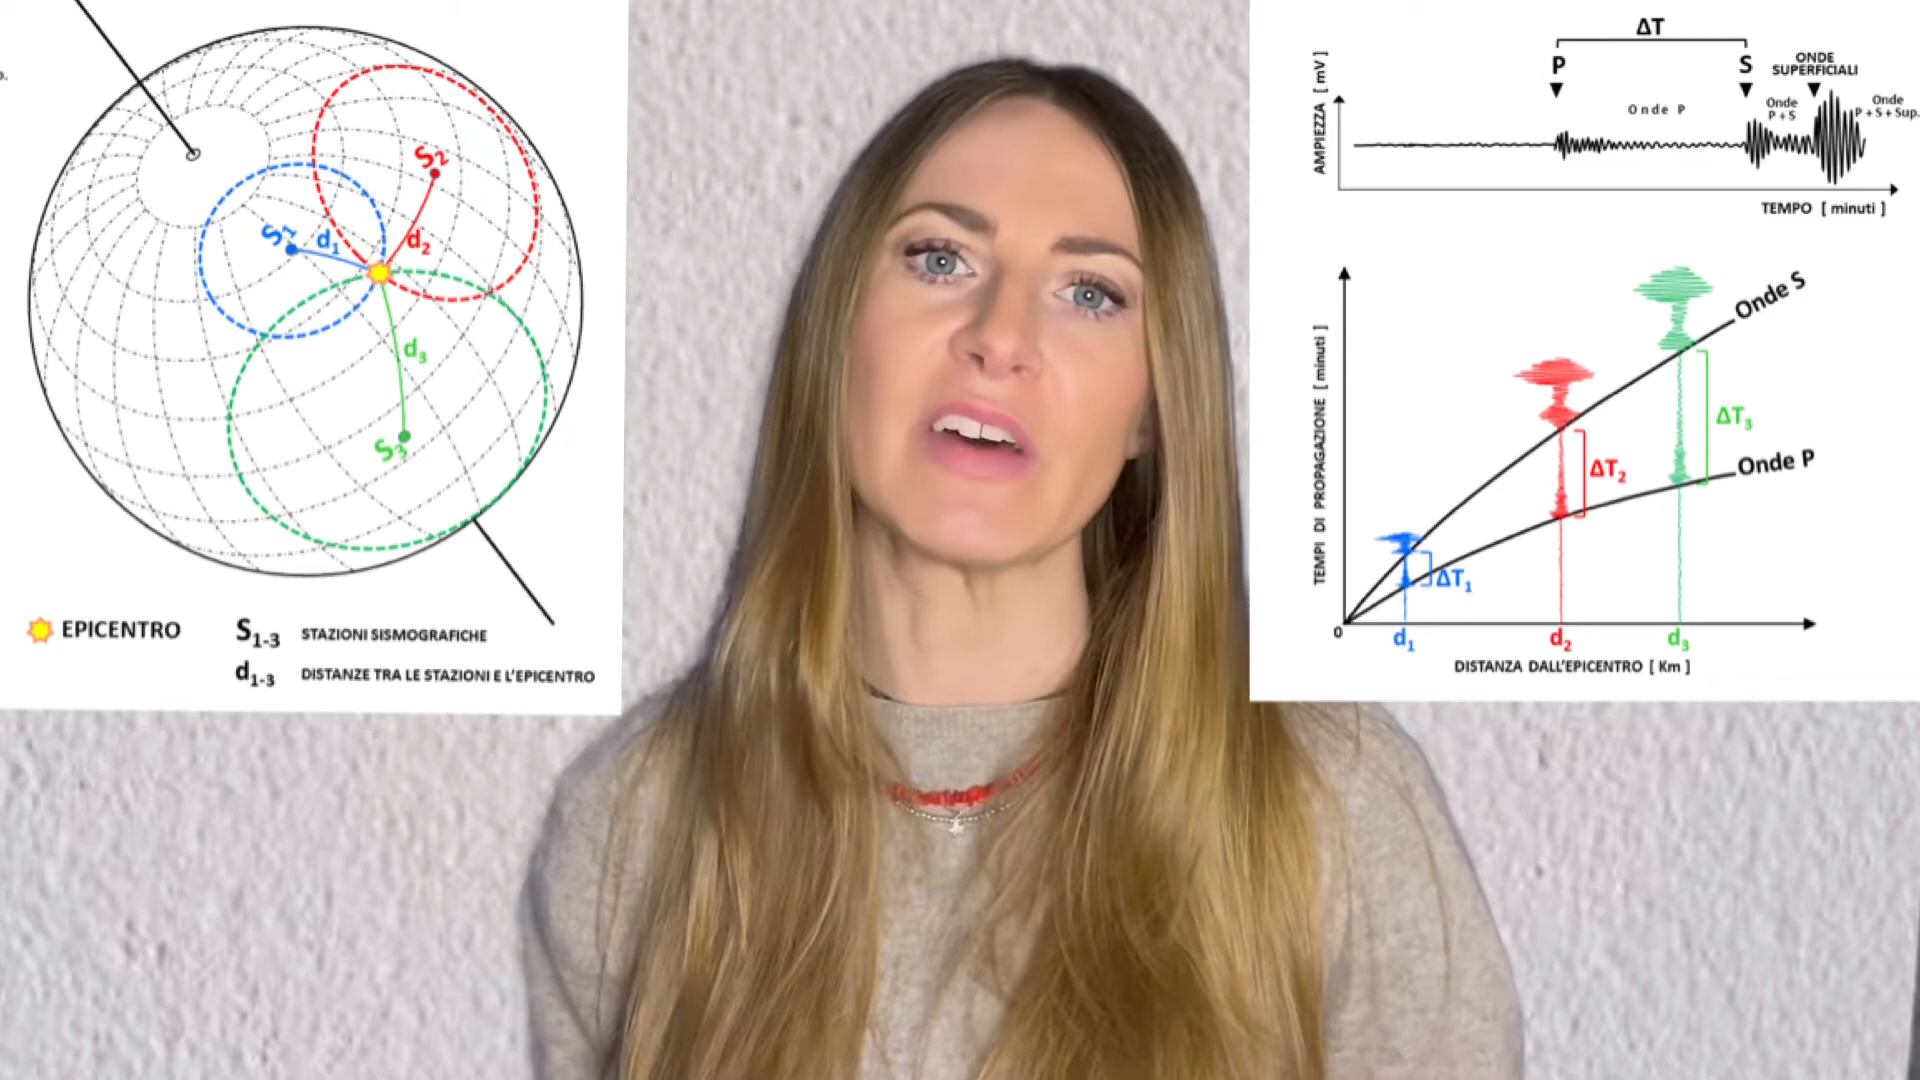 S₁
d₁
S₂
d₂
d₃
S₃
EPICENTRO
S₁₋₃ STAZIONI SISMOGRAFICHE
d₁₋₃ DISTANZE TRA LE STAZIONI E L'EPICENTRO
ΔT
P
S
ONDE
SUPERFICIALI
AMPIEZZA [ mV ]
Onde P
Onde
P + S
Onde
P + S + Sup.
TEMPO [ minuti ]
TEMPI DI PROPAGAZIONE [ minuti ]
Onde S
Onde P
ΔT₁
ΔT₂
ΔT₃
0
d₁
d₂
d₃
DISTANZA DALL'EPICENTRO [ Km ]